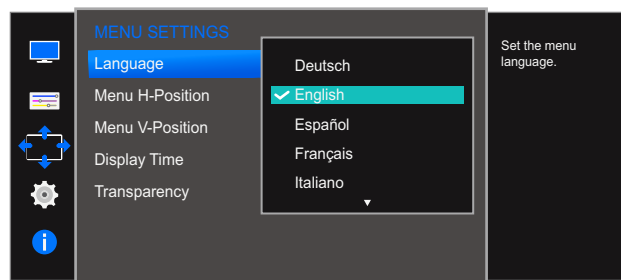 MENU SETTINGS
Language
Menu H-Position
Menu V-Position
Display Time
Transparency
Deutsch
English
Español
Français
Italiano
Set the menu
language.